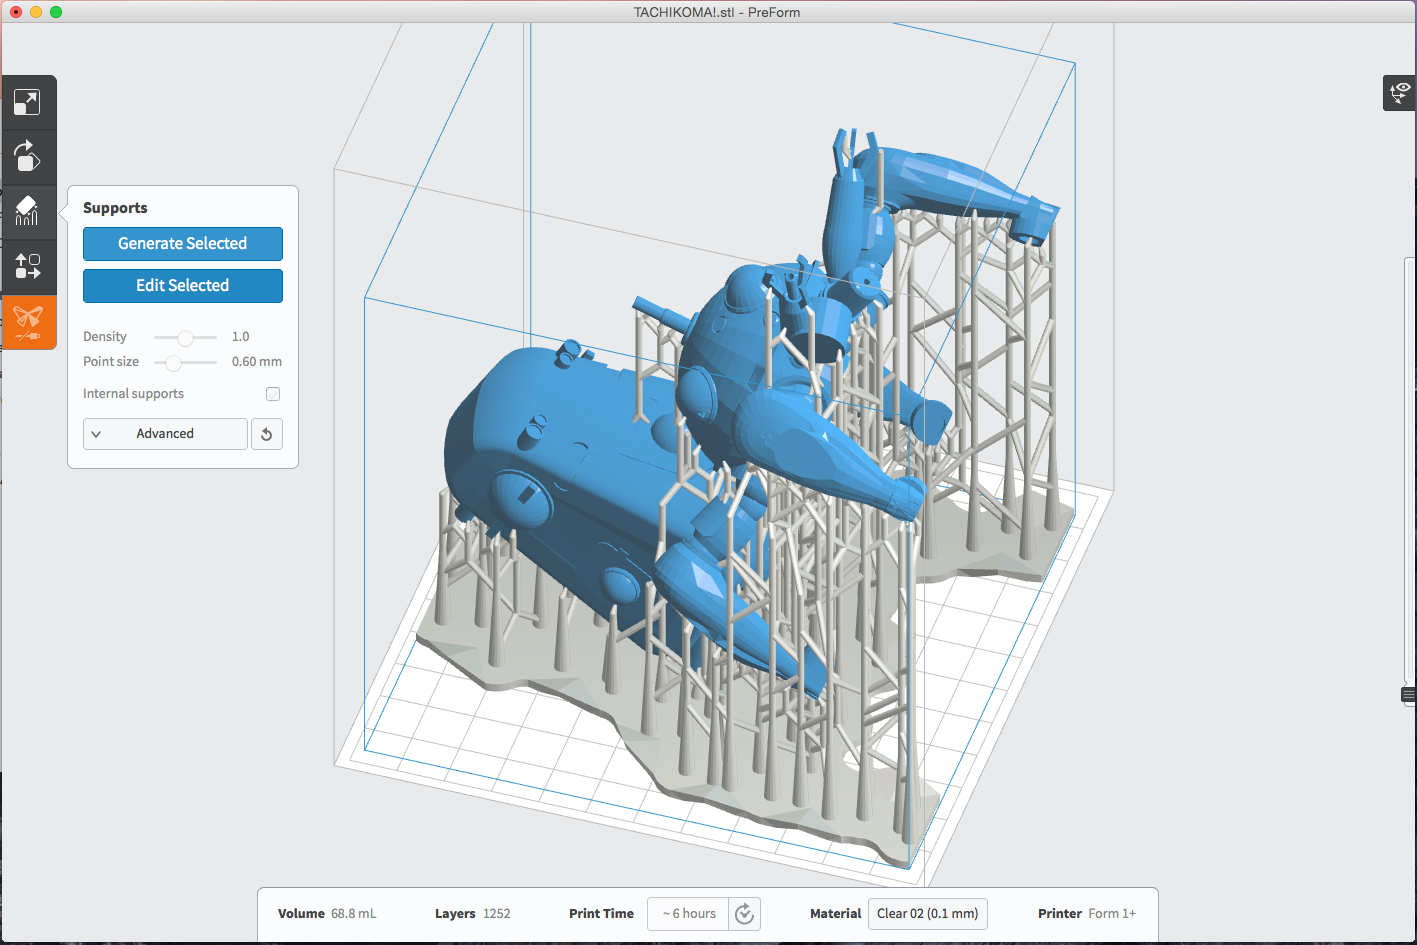 TACHIKOMA!.stl - PreForm
Supports
Generate Selected
Edit Selected
Density 1.0
Point size 0.60 mm
Internal supports
Advanced
Volume 68.8 mL Layers 1252 Print Time ~ 6 hours Material Clear 02 (0.1 mm) Printer Form 1+